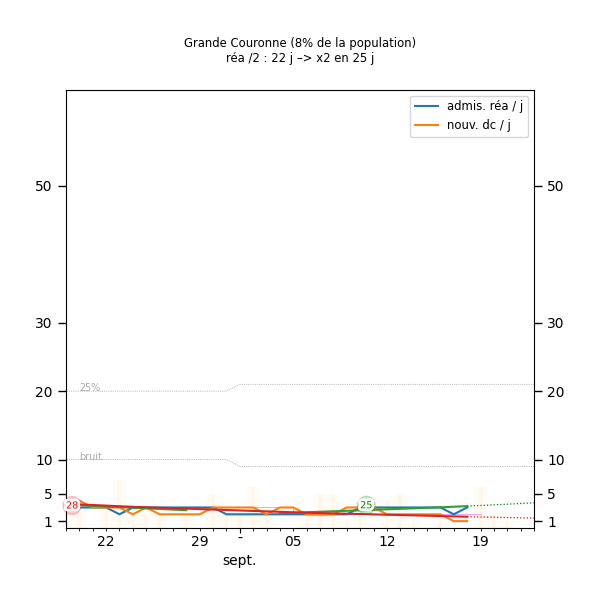 Grande Couronne (8% de la population)
réa /2 : 22 j –> x2 en 25 j
admis. réa / j
nouv. dc / j
50 50
30 30
25%
20 20
bruit
10 10
5 5
28 25
1 1
22 29 05 12 19
sept.